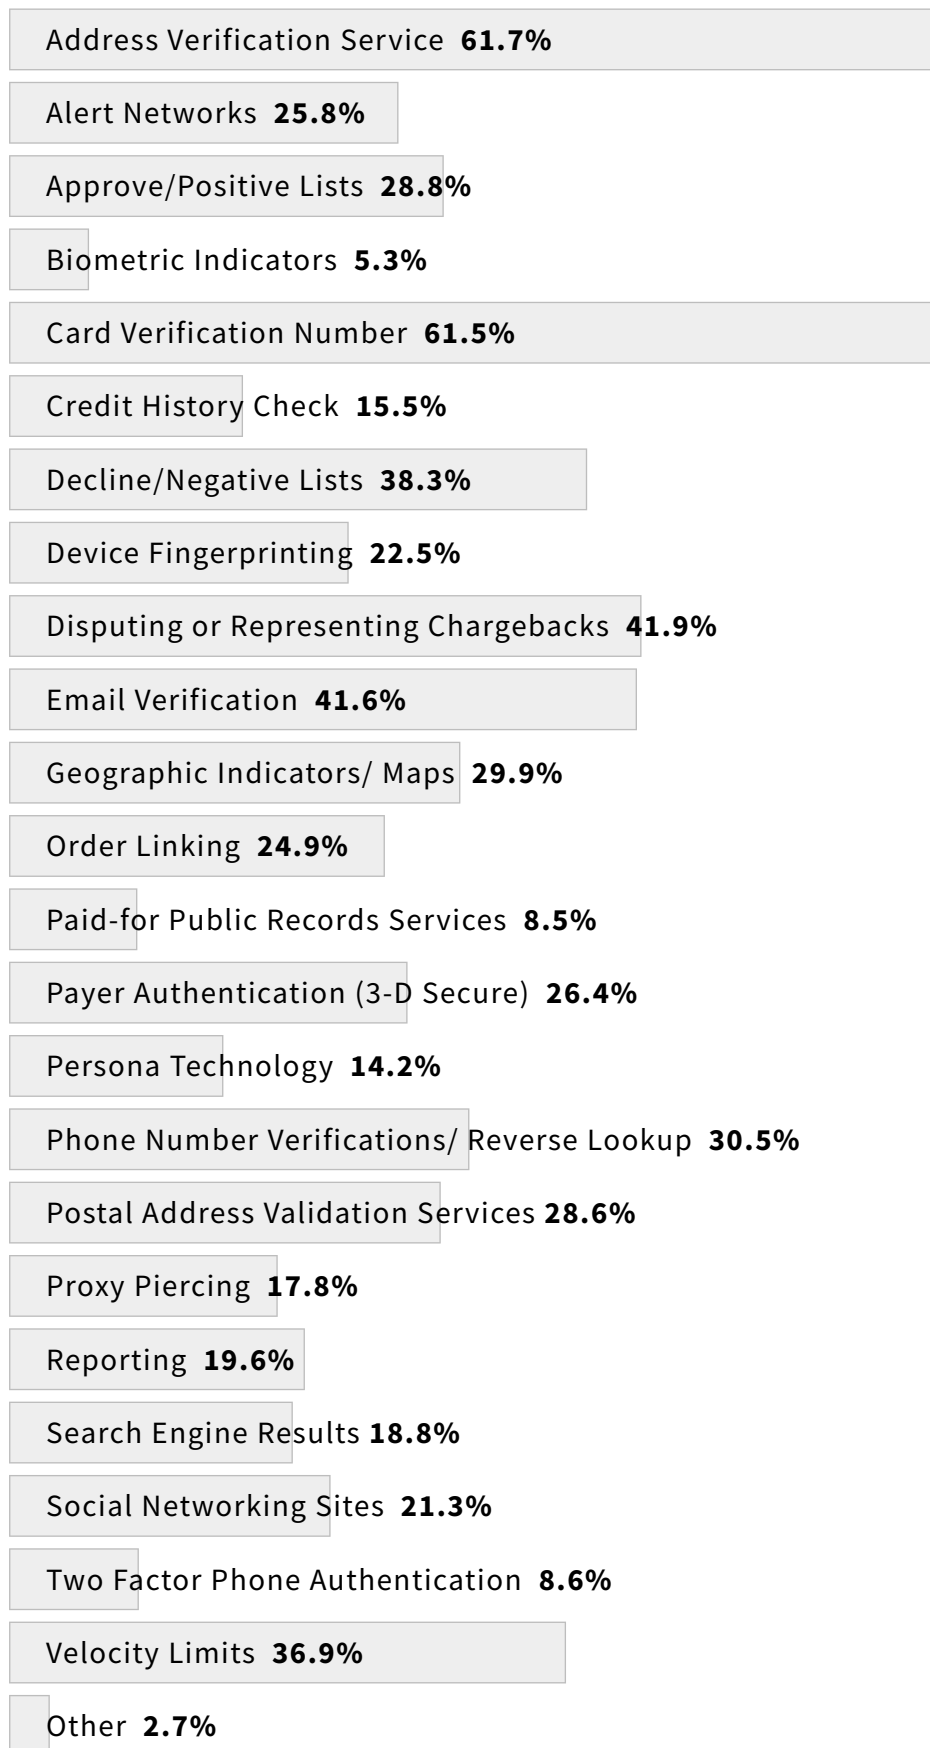 Address Verification Service 61.7%
Alert Networks 25.8%
Approve/Positive Lists 28.8%
Biometric Indicators 5.3%
Card Verification Number 61.5%
Credit History Check 15.5%
Decline/Negative Lists 38.3%
Device Fingerprinting 22.5%
Disputing or Representing Chargebacks 41.9%
Email Verification 41.6%
Geographic Indicators/ Maps 29.9%
Order Linking 24.9%
Paid-for Public Records Services 8.5%
Payer Authentication (3-D Secure) 26.4%
Persona Technology 14.2%
Phone Number Verifications/ Reverse Lookup 30.5%
Postal Address Validation Services 28.6%
Proxy Piercing 17.8%
Reporting 19.6%
Search Engine Results 18.8%
Social Networking Sites 21.3%
Two Factor Phone Authentication 8.6%
Velocity Limits 36.9%
Other 2.7%